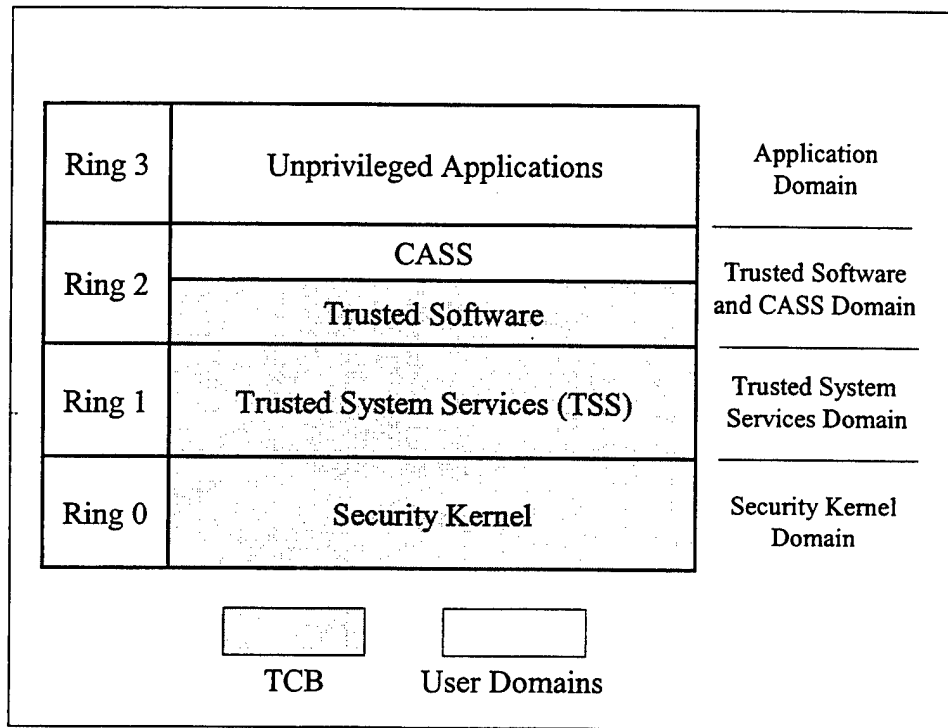 Ring 3
Unprivileged Applications
Application
Domain
Ring 2
CASS
Trusted Software
Trusted Software
and CASS Domain
Ring 1
Trusted System Services (TSS)
Trusted System
Services Domain
Ring 0
Security Kernel
Security Kernel
Domain
TCB
User Domains